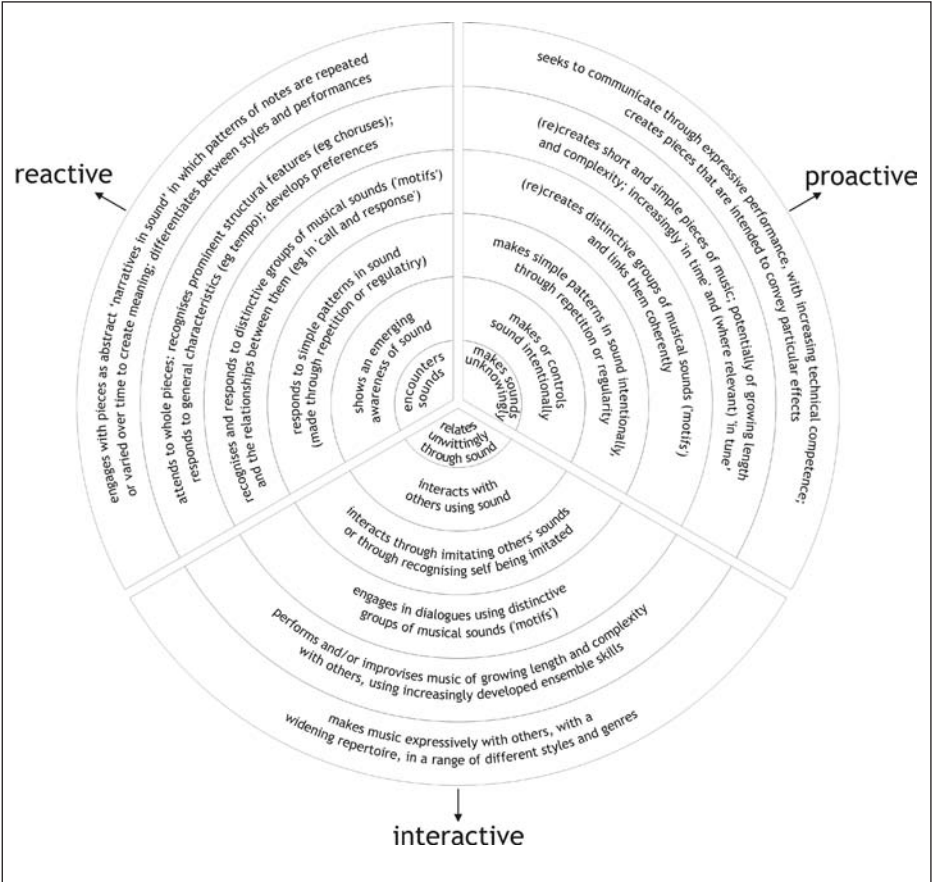 reactive
engages with pieces as abstract ‘narratives in sound’ in which patterns of notes are repeated
or varied over time to create meaning; differentiates between styles and performances
attends to whole pieces; recognises prominent structural features (eg choruses);
responds to general characteristics (eg tempo); develops preferences
recognises and responds to distinctive groups of musical sounds ('motifs')
and the relationships between them (eg in 'call and response')
responds to simple patterns in sound
(made through repetition or regulatiry)
shows an emerging
awareness of sound
encounters
sounds
proactive
seeks to communicate through expressive performance, with increasing technical competence;
creates pieces that are intended to convey particular effects
(re)creates short and simple pieces of music; potentially of growing length
and complexity; increasingly 'in time' and (where relevant) 'in tune'
(re)creates distinctive groups of musical sounds ('motifs')
and links them coherently
makes simple patterns in sound intentionally,
through repetition or regularity
makes or controls
sound intentionally
makes sounds
unknowingly
relates
unwittingly
through sound
interacts with
others using sound
interacts through imitating others' sounds
or through recognising self being imitated
engages in dialogues using distinctive
groups of musical sounds ('motifs')
performs and/or improvises music of growing length and complexity
with others, using increasingly developed ensemble skills
makes music expressively with others, with a
widening repertoire, in a range of different styles and genres
interactive